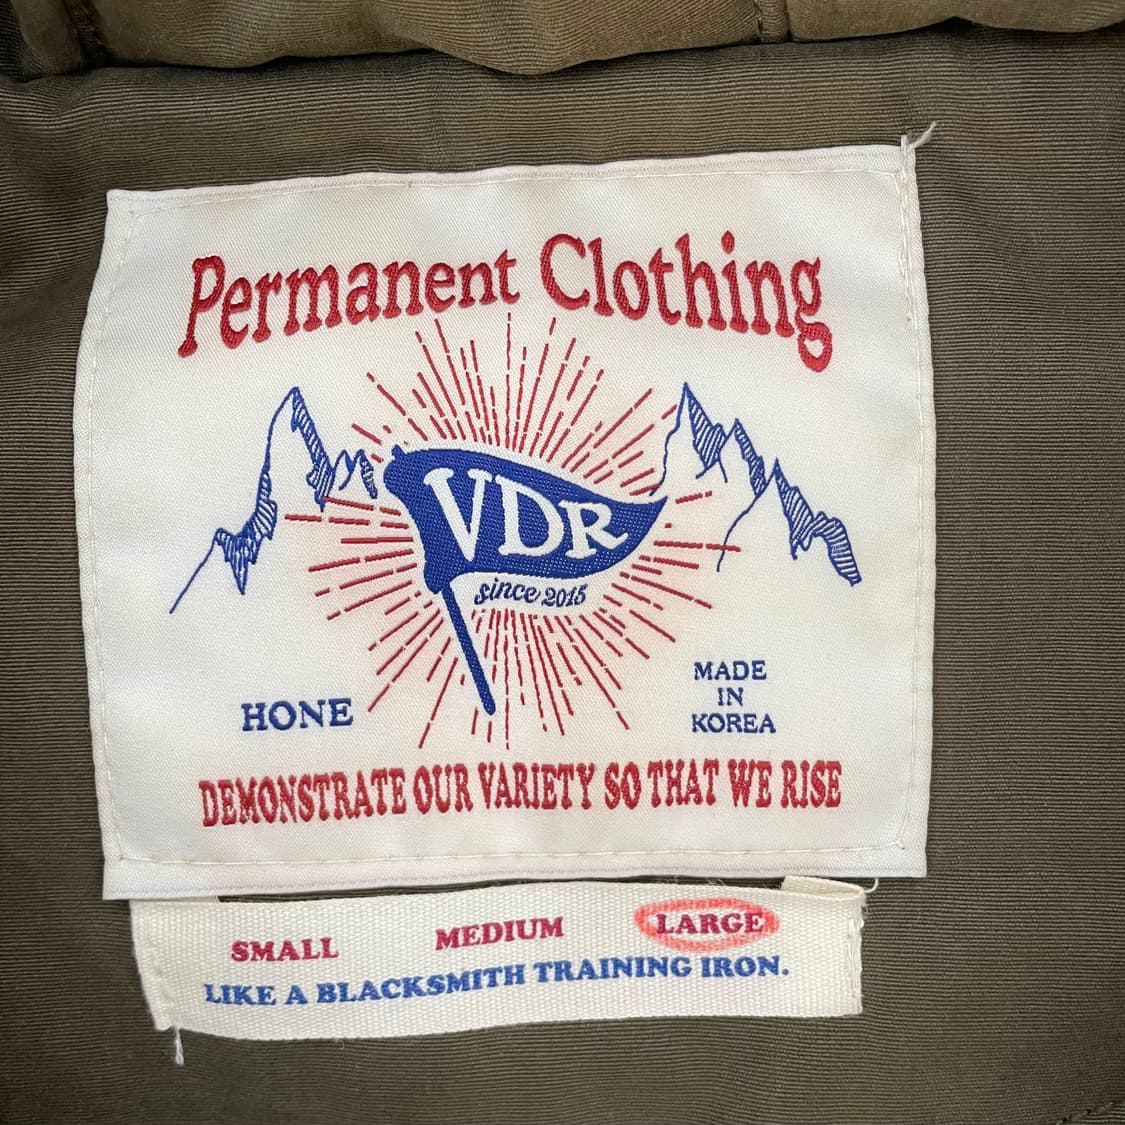 Permanent Clothing
VDR
since 2015
HONE
MADE
IN
KOREA
DEMONSTRATE OUR VARIETY SO THAT WE RISE
SMALL MEDIUM LARGE
LIKE A BLACKSMITH TRAINING IRON.